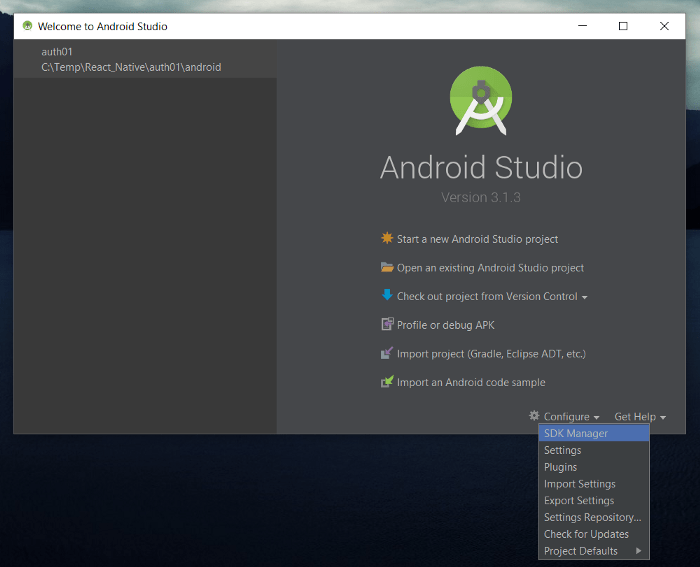 Welcome to Android Studio
auth01
C:\Temp\React_Native\auth01\android
Android Studio
Version 3.1.3
Start a new Android Studio project
Open an existing Android Studio project
Check out project from Version Control
Profile or debug APK
Import project (Gradle, Eclipse ADT, etc.)
Import an Android code sample
Configure Get Help
SDK Manager
Settings
Plugins
Import Settings
Export Settings
Settings Repository...
Check for Updates
Project Defaults